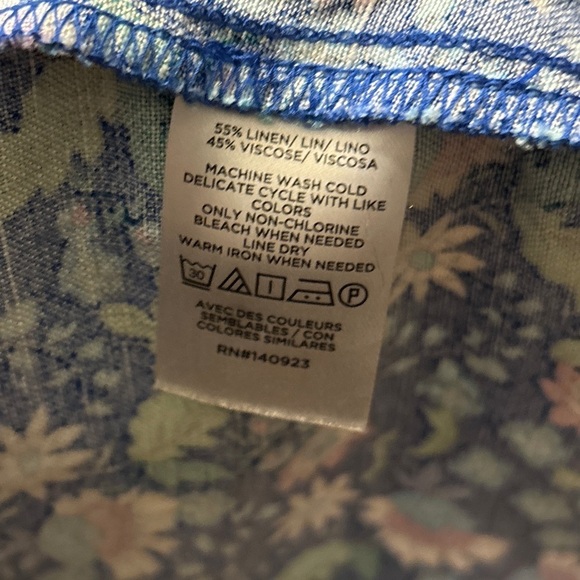 55% LINEN/ LIN/ LINO
45% VISCOSE/ VISCOSA
MACHINE WASH COLD
DELICATE CYCLE WITH LIKE
COLORS
ONLY NON-CHLORINE
BLEACH WHEN NEEDED
LINE DRY
WARM IRON WHEN NEEDED
30 P
AVEC DES COULEURS
SEMBLABLES / CON
COLORES SIMILARES
RN#140923